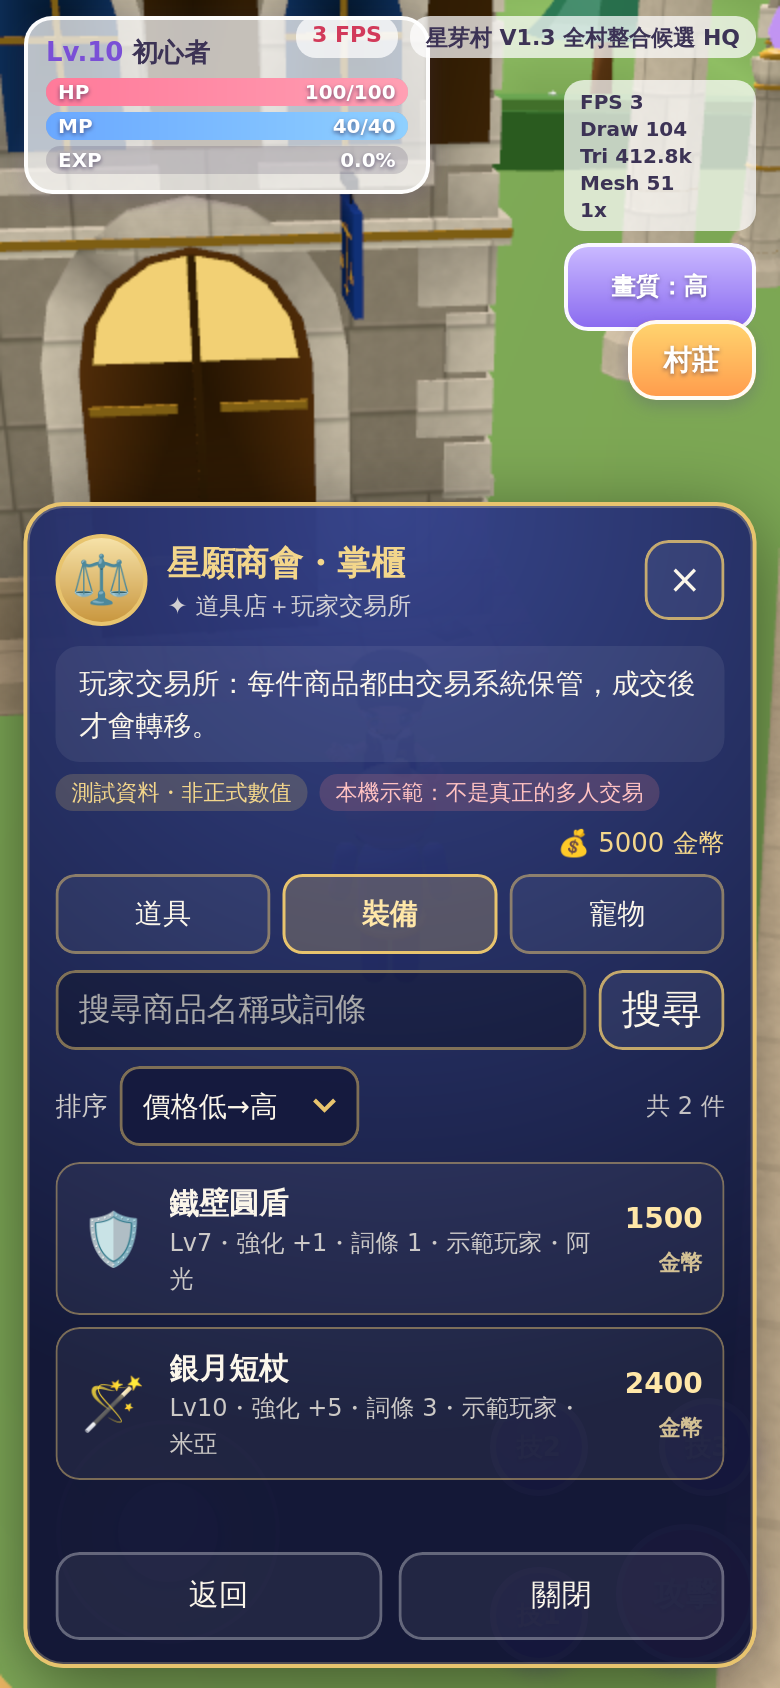 Lv.10 初心者
3 FPS
星芽村 V1.3 全村整合候選 HQ
HP 100/100
MP 40/40
EXP 0.0%
FPS 3
Draw 104
Tri 412.8k
Mesh 51
1x
畫質：高
村莊
星願商會・掌櫃
✦ 道具店＋玩家交易所
×
玩家交易所：每件商品都由交易系統保管，成交後
才會轉移。
測試資料・非正式數值
本機示範：不是真正的多人交易
5000 金幣
道具
裝備
寵物
搜尋商品名稱或詞條
搜尋
排序
價格低→高
共 2 件
鐵壁圓盾
Lv7・強化 +1・詞條 1・示範玩家・阿
光
1500
金幣
銀月短杖
Lv10・強化 +5・詞條 3・示範玩家・
米亞
2400
金幣
返回
關閉